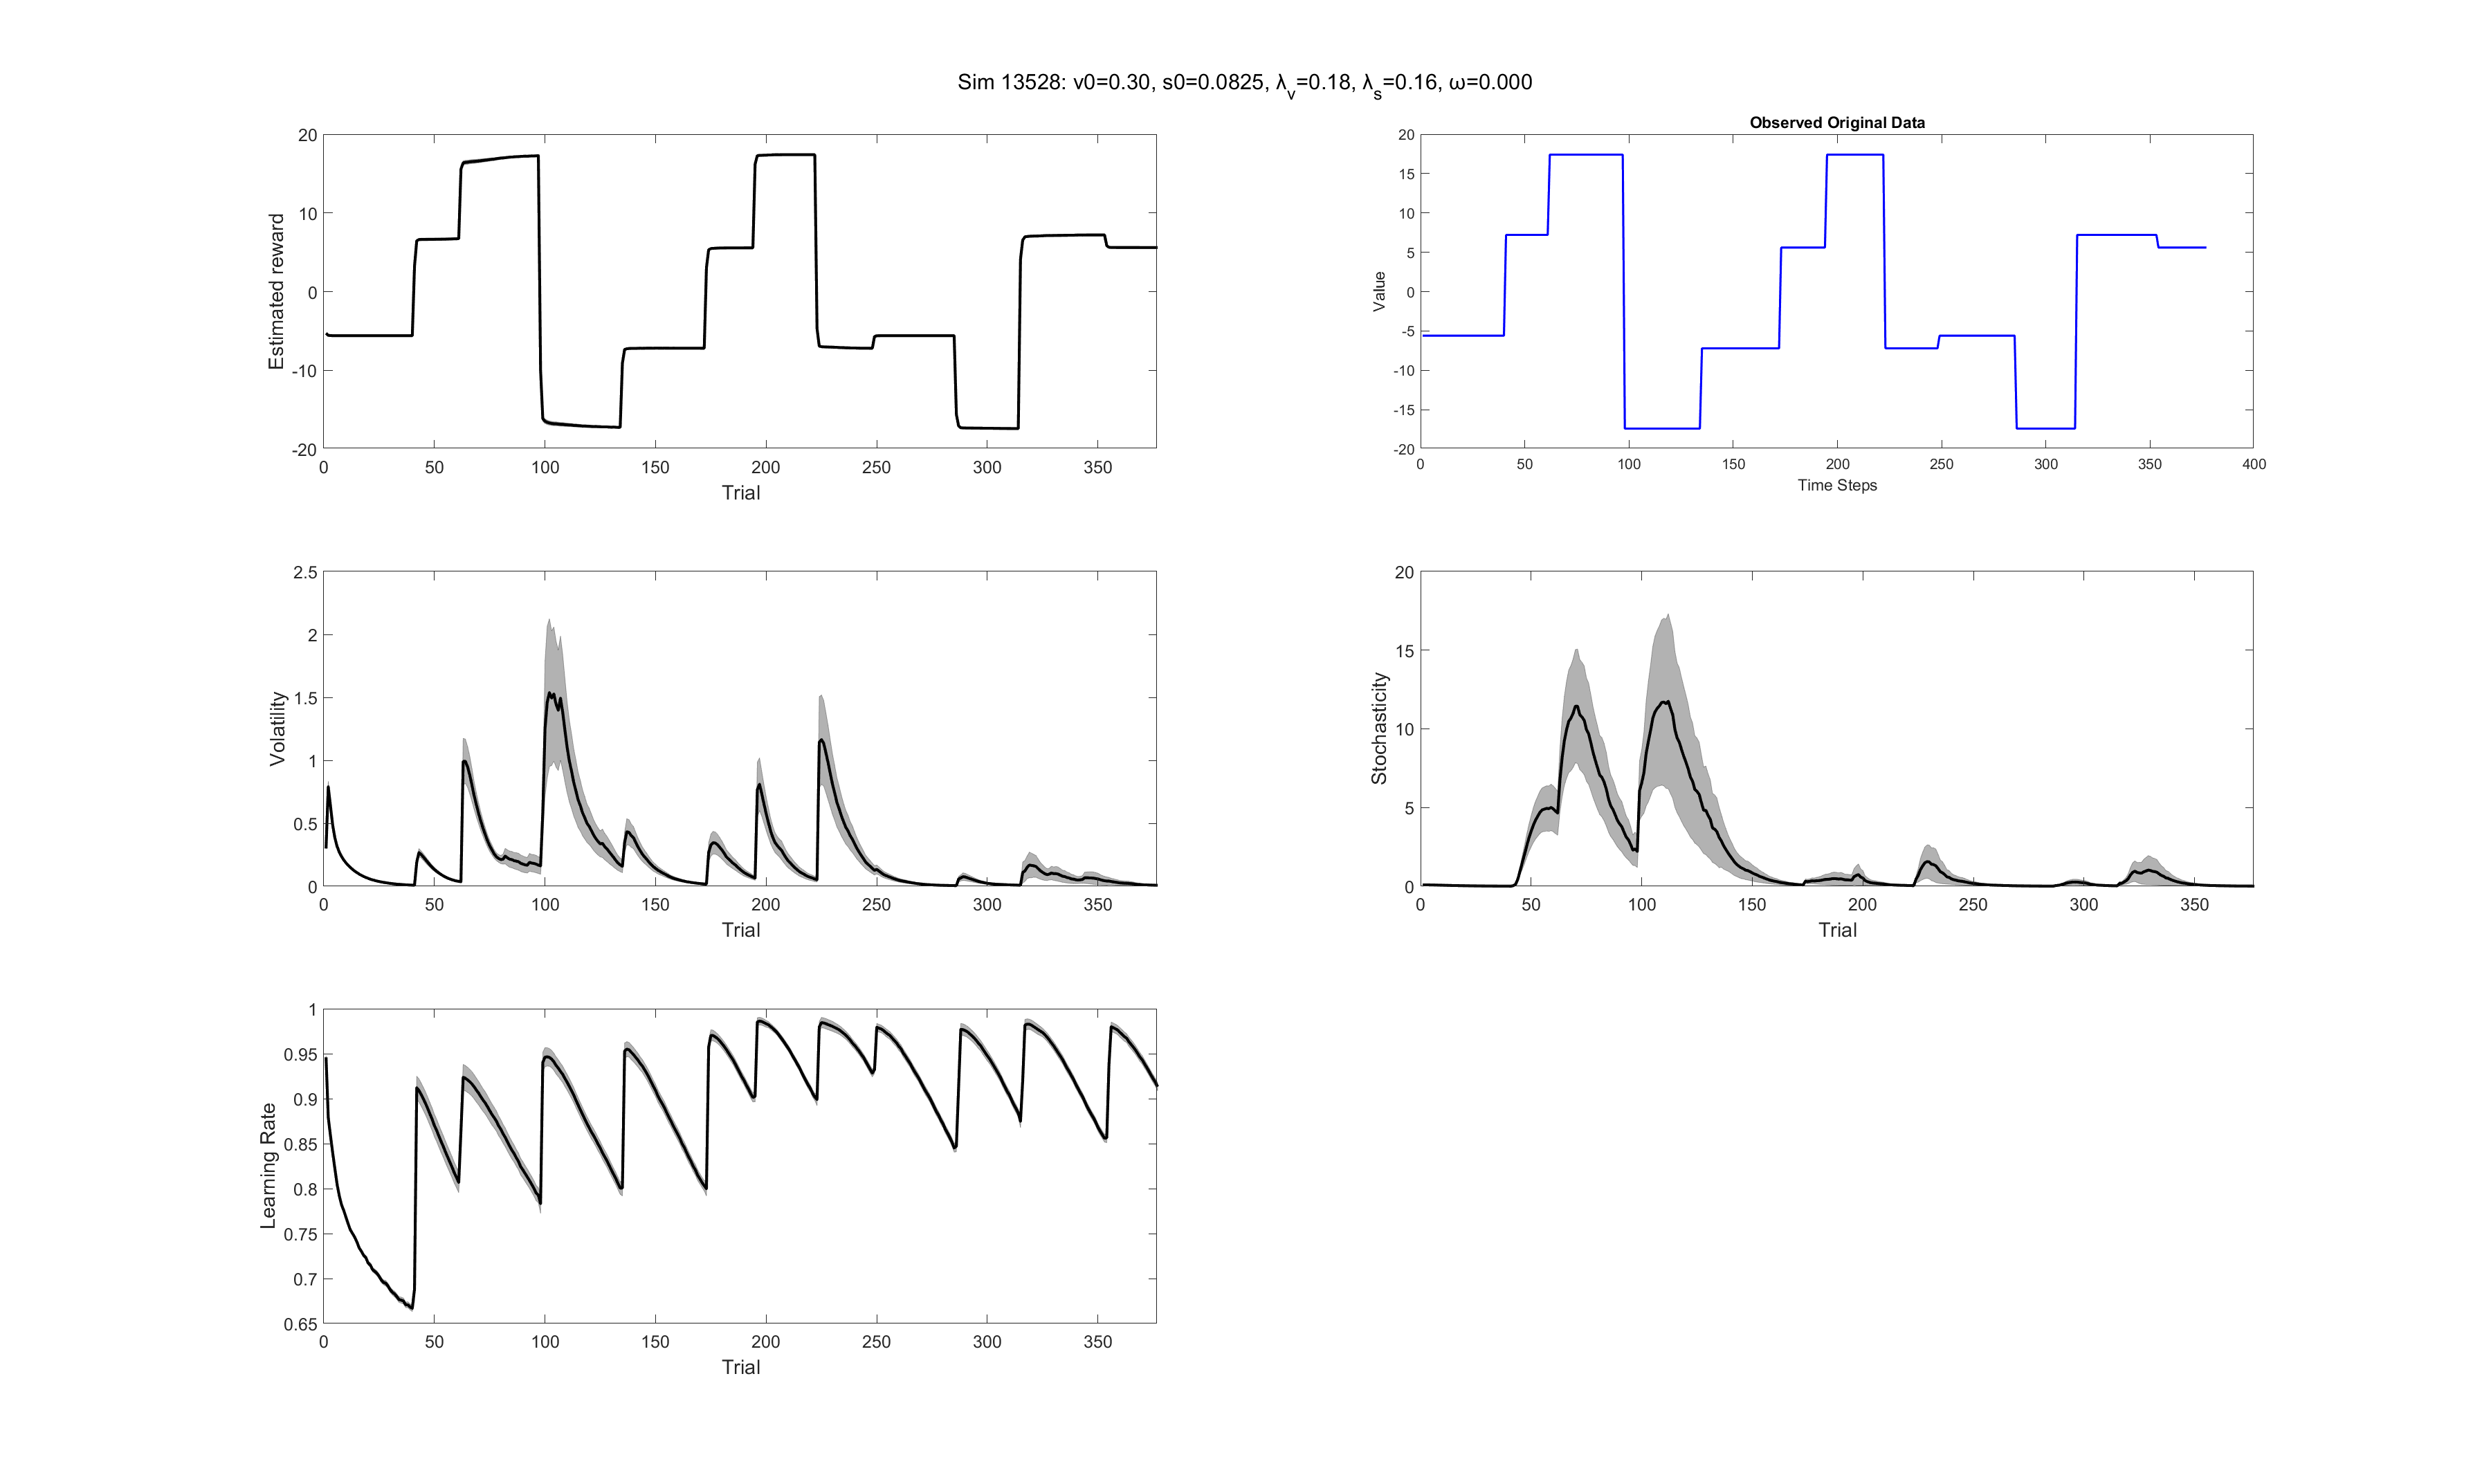 Sim 13528: v0=0.30, s0=0.0825, λv=0.18, λs=0.16, ω=0.000
20
10
0
-10
-20
Estimated reward
0 50 100 150 200 250 300 350
Trial
Observed Original Data
20
15
10
5
0
-5
-10
-15
-20
Value
0 50 100 150 200 250 300 350 400
Time Steps
2.5
2
1.5
1
0.5
0
Volatility
0 50 100 150 200 250 300 350
Trial
20
15
10
5
0
Stochasticity
0 50 100 150 200 250 300 350
Trial
1
0.95
0.9
0.85
0.8
0.75
0.7
0.65
Learning Rate
0 50 100 150 200 250 300 350
Trial